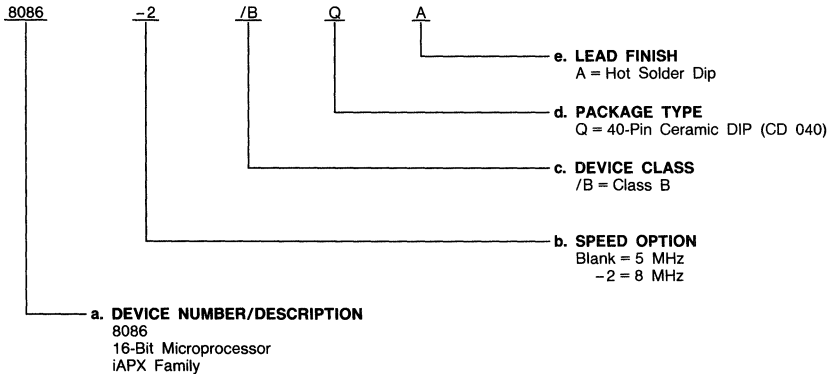 8086 -2 /B Q A
e. LEAD FINISH
A = Hot Solder Dip
d. PACKAGE TYPE
Q = 40-Pin Ceramic DIP (CD 040)
c. DEVICE CLASS
/B = Class B
b. SPEED OPTION
Blank = 5 MHz
-2 = 8 MHz
a. DEVICE NUMBER/DESCRIPTION
8086
16-Bit Microprocessor
iAPX Family